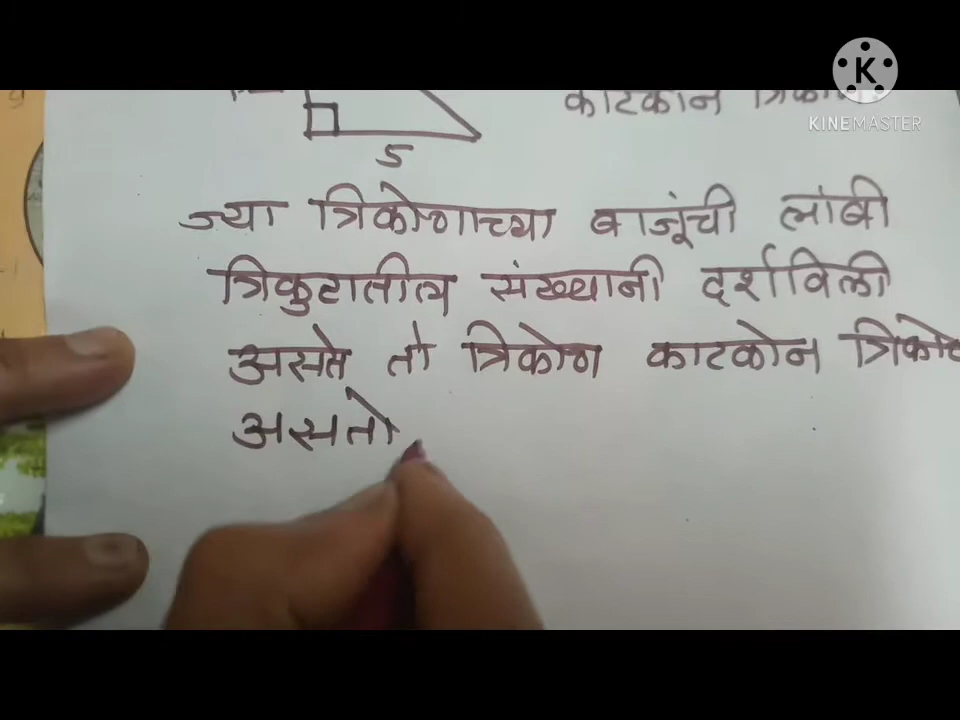 KINEMASTER
काटकोन
5
ज्या त्रिकोणाच्या बाजूंची लांबी
त्रिकुटातील संख्यानी दर्शविली
असते तो त्रिकोण काटकोन
असतो